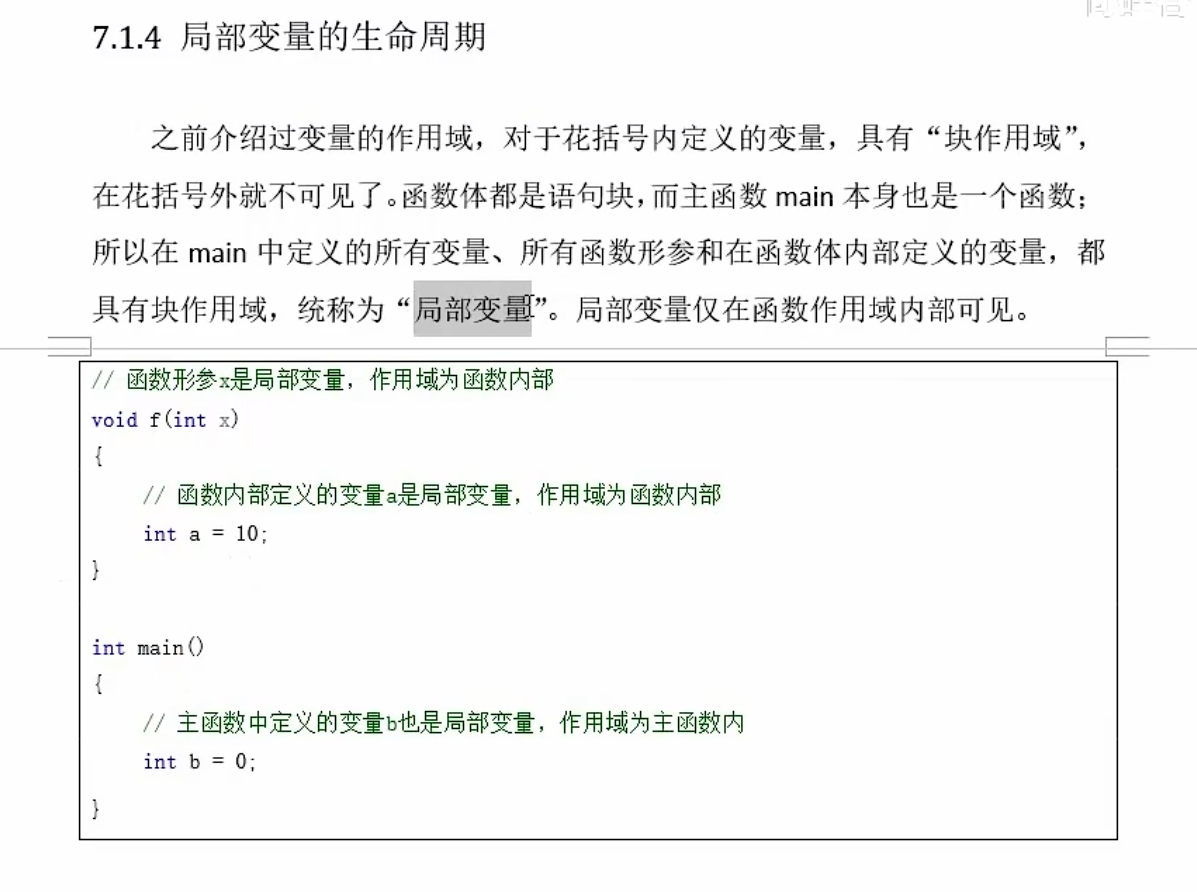 7.1.4 局部变量的生命周期
之前介绍过变量的作用域，对于花括号内定义的变量，具有“块作用域”，
在花括号外就不可见了。函数体都是语句块，而主函数 main 本身也是一个函数；
所以在 main 中定义的所有变量、所有函数形参和在函数体内部定义的变量，都
具有块作用域，统称为“局部变量”。局部变量仅在函数作用域内部可见。
// 函数形参x是局部变量，作用域为函数内部
void f(int x)
{
// 函数内部定义的变量a是局部变量，作用域为函数内部
int a = 10;
}
int main()
{
// 主函数中定义的变量b也是局部变量，作用域为主函数内
int b = 0;
}